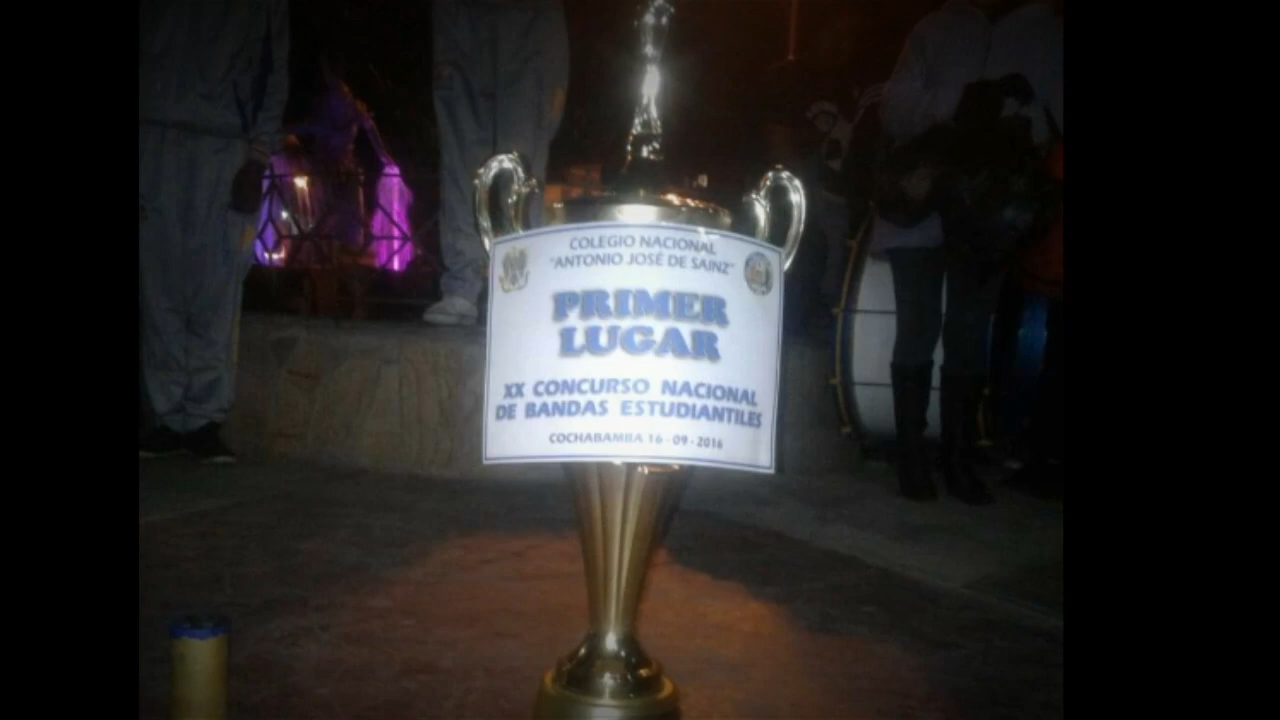 COLEGIO NACIONAL
"ANTONIO JOSÉ DE SAINZ"
PRIMER
LUGAR
XX CONCURSO NACIONAL
DE BANDAS ESTUDIANTILES
COCHABAMBA 16 - 09 - 2016